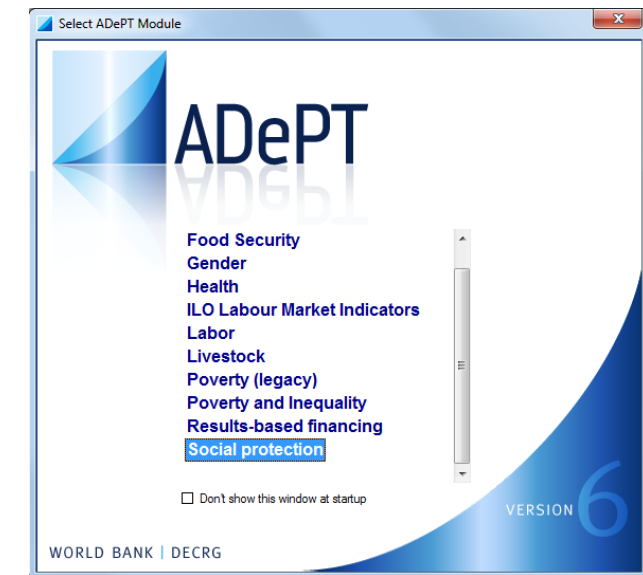 Select ADePT Module
ADePT
Food Security
Gender
Health
ILO Labour Market Indicators
Labor
Livestock
Poverty (legacy)
Poverty and Inequality
Results-based financing
Social protection
Don't show this window at startup
VERSION 6
WORLD BANK | DECRG